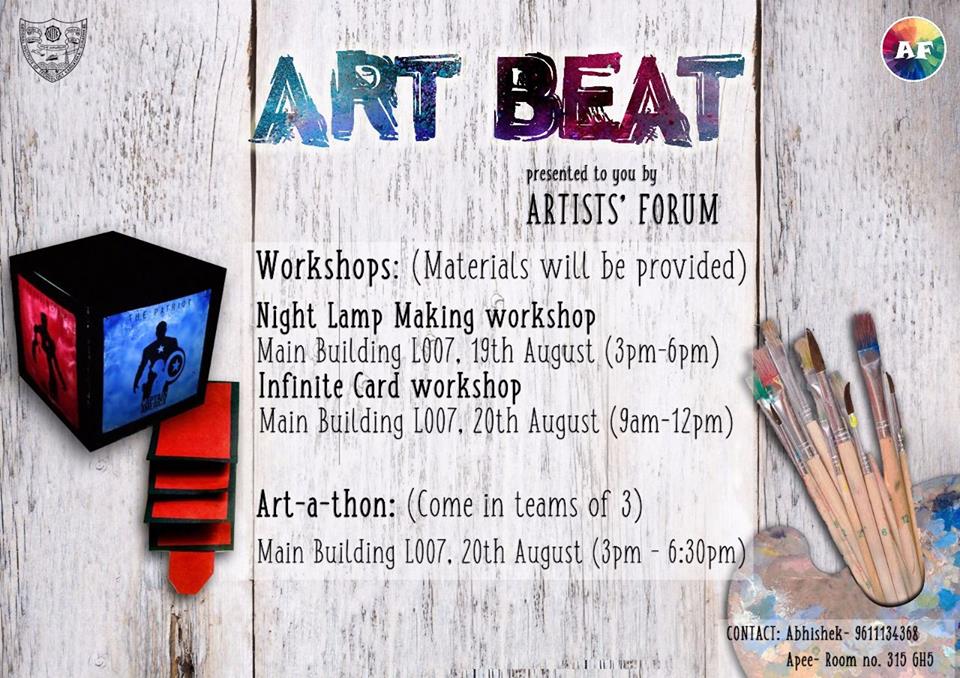 AF
ART BEAT
presented to you by
ARTISTS' FORUM
Workshops: (Materials will be provided)
Night Lamp Making workshop
Main Building L007, 19th August (3pm-6pm)
Infinite Card workshop
Main Building L007, 20th August (9am-12pm)
THE PATRIOT
CAPTAIN
AMERICA
Art-a-thon: (Come in teams of 3)
Main Building L007, 20th August (3pm - 6:30pm)
CONTACT: Abhishek- 9611134368
Apee- Room no. 315 GH5